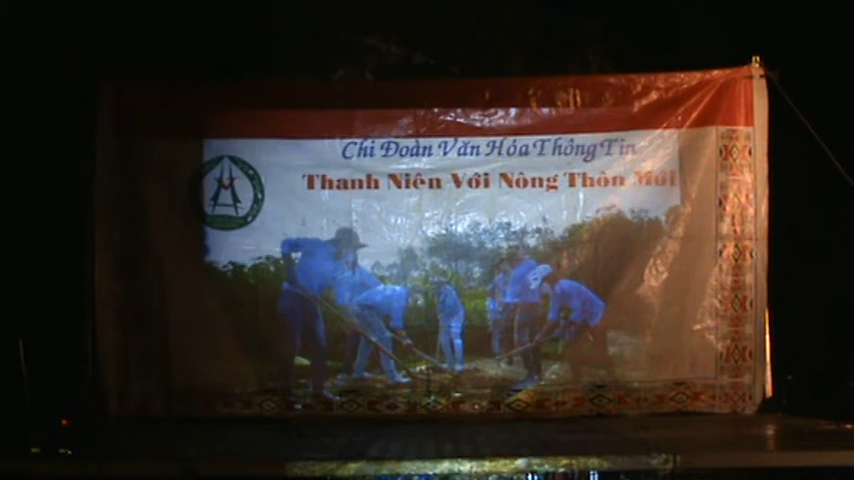 Chi Đoàn Văn Hóa Thông Tin
Thanh Niên Với Nông Thôn Mới